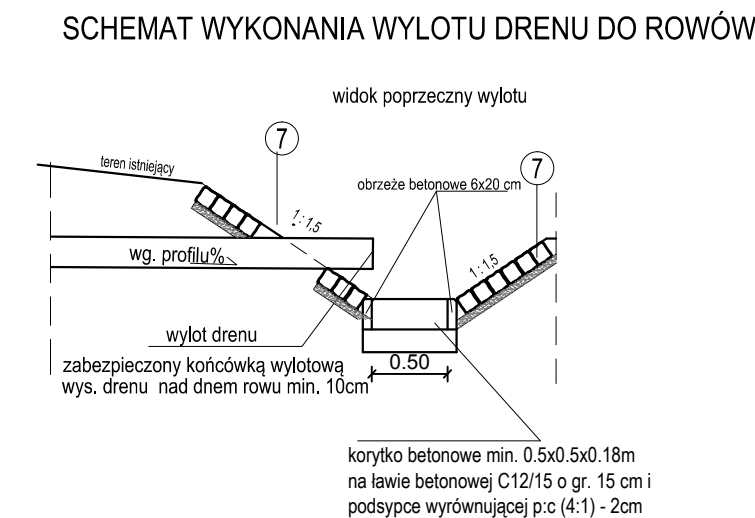 SCHEMAT WYKONANIA WYLOTU DRENU DO ROWÓW
widok poprzeczny wylotu
7
7
teren istniejący
obrzeże betonowe 6x20 cm
1:1,5
1:1,5
wg. profilu%
wylot drenu
zabezpieczony końcówką wylotową
wys. drenu nad dnem rowu min. 10cm
0.50
korytko betonowe min. 0.5x0.5x0.18m
na ławie betonowej C12/15 o gr. 15 cm i
podsypce wyrównującej p:c (4:1) - 2cm